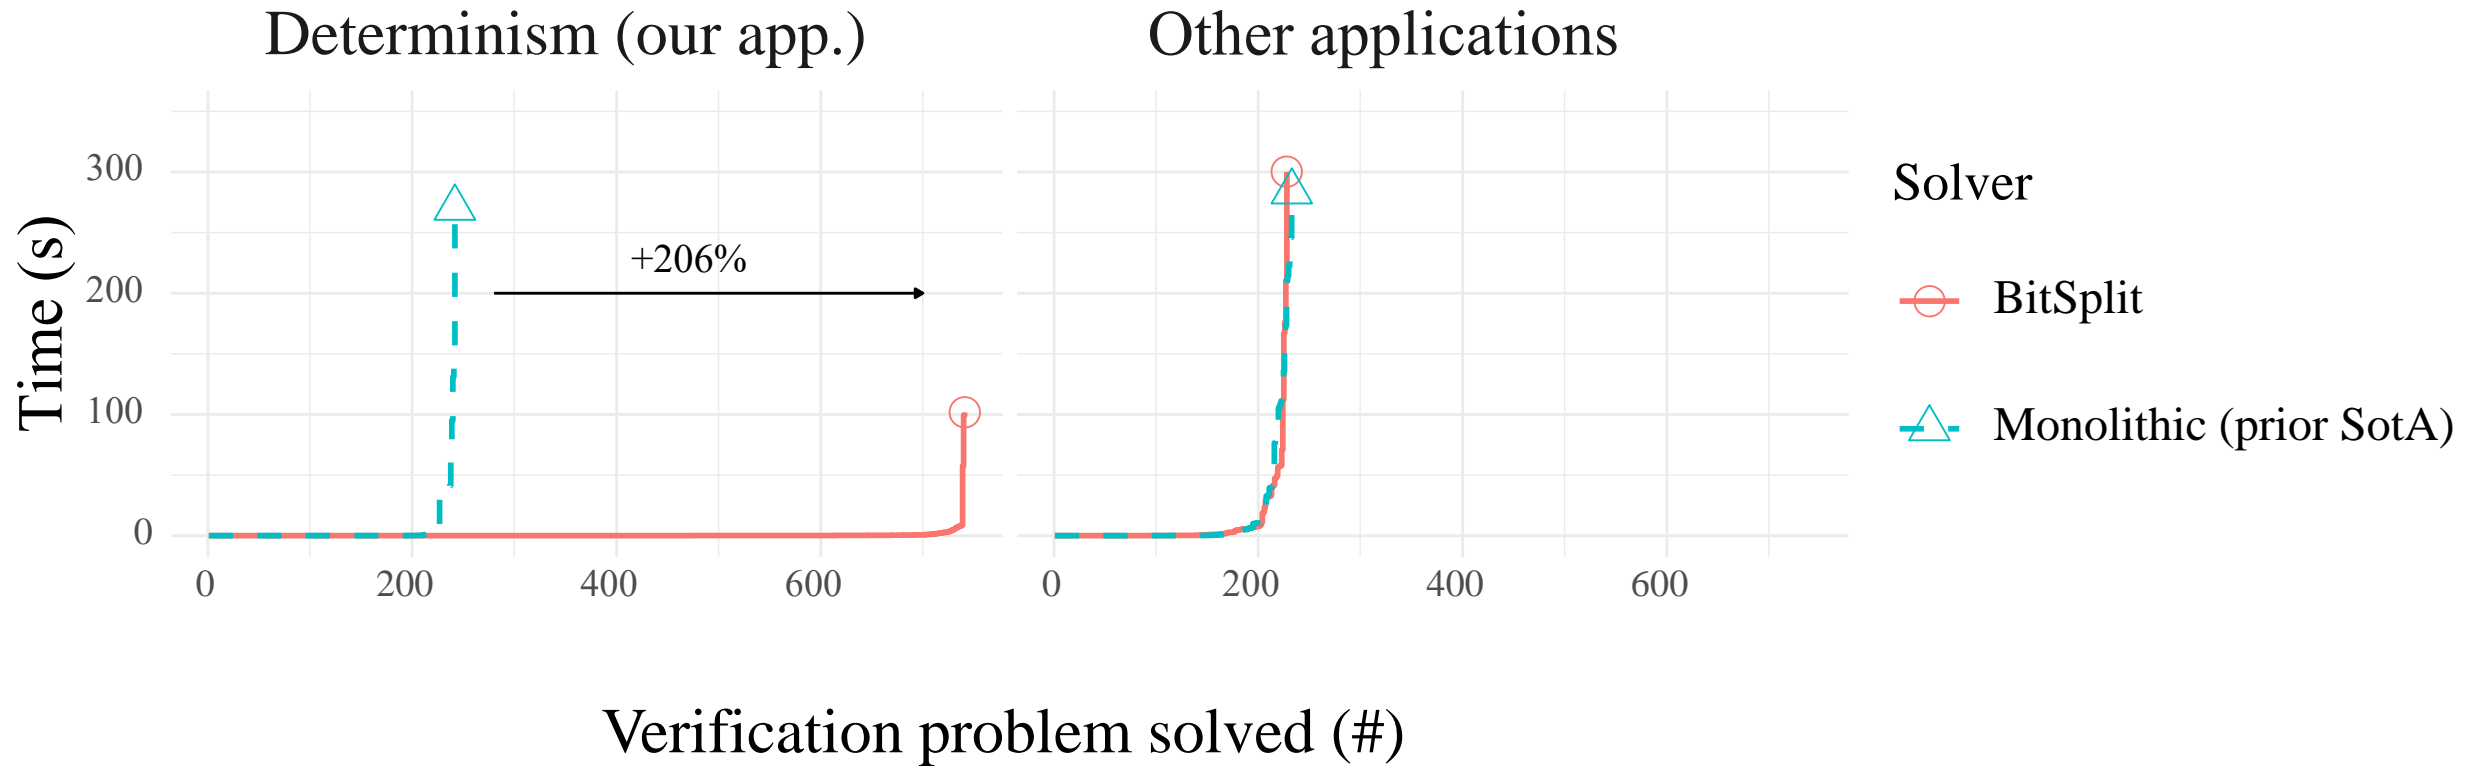 Determinism (our app.)
Other applications
Time (s)
300
200
100
0
+206%
0
200
400
600
0
200
400
600
Verification problem solved (#)
Solver
BitSplit
Monolithic (prior SotA)